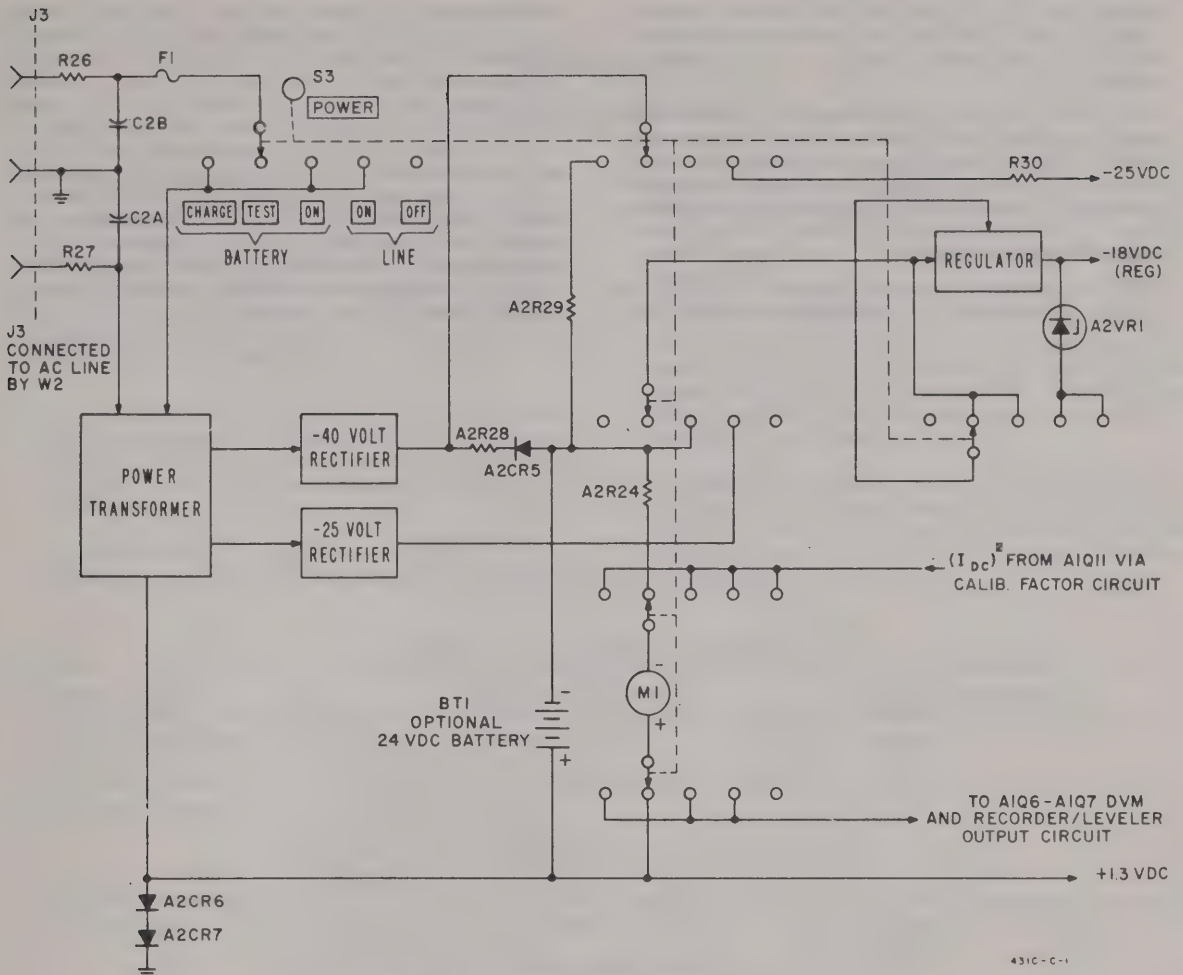 J3
R26
F1
S3
POWER
C2B
C2A
R27
CHARGE
TEST
ON
ON
OFF
BATTERY
LINE
R30
-25VDC
REGULATOR
-18VDC
(REG)
A2VR1
A2R29
J3
CONNECTED
TO AC LINE
BY W2
POWER
TRANSFORMER
-40 VOLT
RECTIFIER
-25 VOLT
RECTIFIER
A2R28
A2CR5
A2R24
(I DC)² FROM A1Q11 VIA
CALIB. FACTOR CIRCUIT
-
M1
+
BT1
OPTIONAL
24 VDC BATTERY
-
+
TO A1Q6-A1Q7 DVM
AND RECORDER/LEVELER
OUTPUT CIRCUIT
+1.3 VDC
A2CR6
A2CR7
431C-C-1